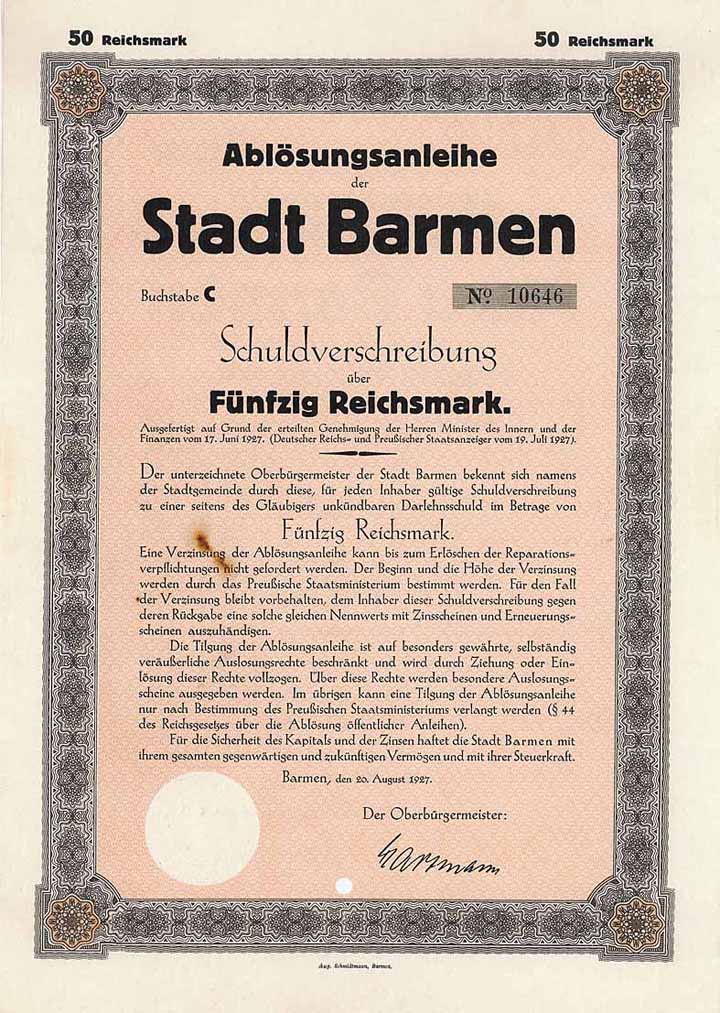 50 Reichsmark 50 Reichsmark
Ablösungsanleihe
der
Stadt Barmen
Buchstabe C № 10646
Schuldverschreibung
über
Fünfzig Reichsmark.
Ausgefertigt auf Grund der erteilten Genehmigung der Herren Minister des Innern und der
Finanzen vom 17. Juni 1927. (Deutscher Reichs- und Preußischer Staatsanzeiger vom 19. Juli 1927).
Der unterzeichnete Oberbürgermeister der Stadt Barmen bekennt sich namens
der Stadtgemeinde durch diese, für jeden Inhaber gültige Schuldverschreibung
zu einer seitens des Gläubigers unkündbaren Darlehnsschuld im Betrage von
Fünfzig Reichsmark.
Eine Verzinsung der Ablösungsanleihe kann bis zum Erlöschen der Reparations-
verpflichtungen nicht gefordert werden. Der Beginn und die Höhe der Verzinsung
werden durch das Preußische Staatsministerium bestimmt werden. Für den Fall
der Verzinsung bleibt vorbehalten, dem Inhaber dieser Schuldverschreibung gegen
deren Rückgabe eine solche gleichen Nennwerts mit Zinsscheinen und Erneuerungs-
scheinen auszuhändigen.
Die Tilgung der Ablösungsanleihe ist auf besonders gewährte, selbständig
veräußerliche Auslosungsrechte beschränkt und wird durch Ziehung oder Ein-
lösung dieser Rechte vollzogen. Über diese Rechte werden besondere Auslosungs-
scheine ausgegeben werden. Im übrigen kann eine Tilgung der Ablösungsanleihe
nur nach Bestimmung des Preußischen Staatsministeriums verlangt werden (§ 44
des Reichsgesetzes über die Ablösung öffentlicher Anleihen).
Für die Sicherheit des Kapitals und der Zinsen haftet die Stadt Barmen mit
ihrem gesamten gegenwärtigen und zukünftigen Vermögen und mit ihrer Steuerkraft.
Barmen, den 20. August 1927.
Der Oberbürgermeister:
Aug. Schmidtmann, Barmen.